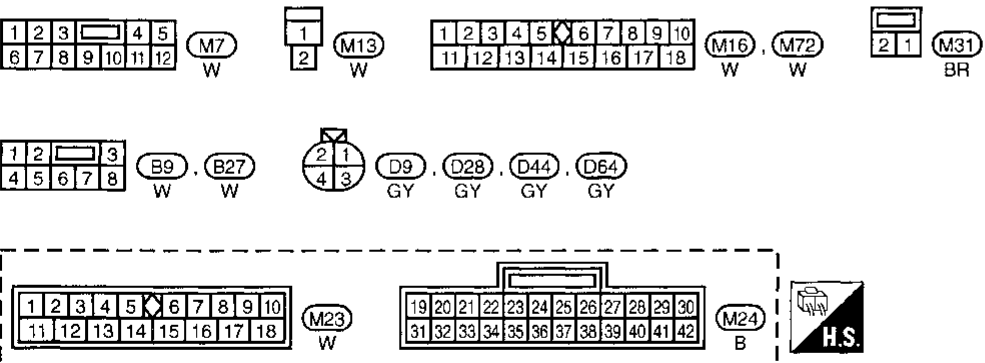 1 2 3 4 5 M7 1 M13 1 2 3 4 5 6 7 8 9 10 M16 , M72 2 1 M31
6 7 8 9 10 11 12 W 2 W 11 12 13 14 15 16 17 18 W W BR
1 2 3 B9 , B27 2 1 D9 , D28 , D44 , D64
4 5 6 7 8 W W 4 3 GY GY GY GY
1 2 3 4 5 6 7 8 9 10 M23 19 20 21 22 23 24 25 26 27 28 29 30 M24
11 12 13 14 15 16 17 18 W 31 32 33 34 35 36 37 38 39 40 41 42 B H.S.